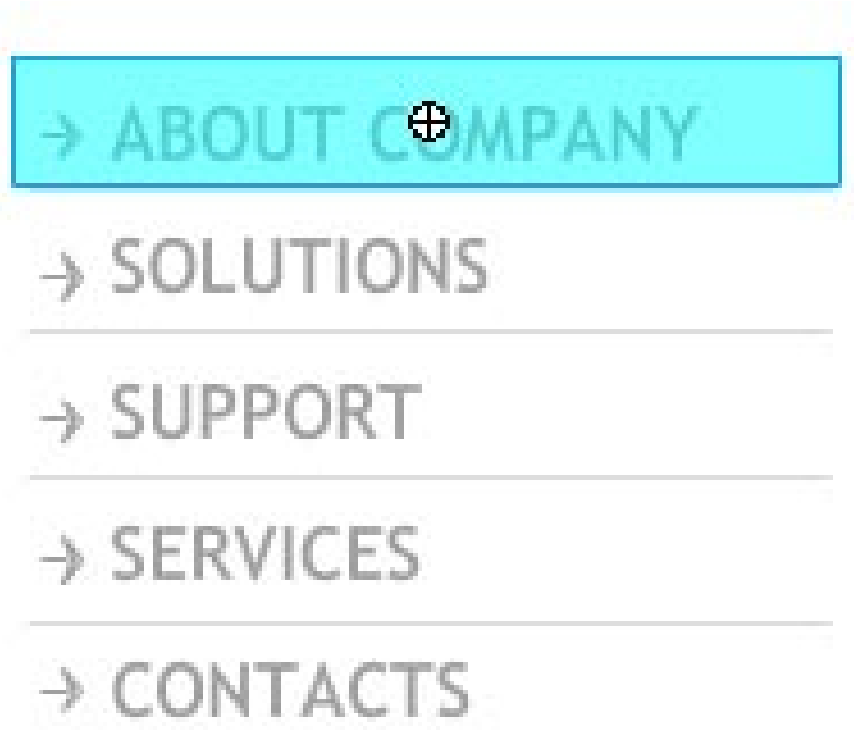 ABOUT COMPANY
SOLUTIONS
SUPPORT
SERVICES
CONTACTS